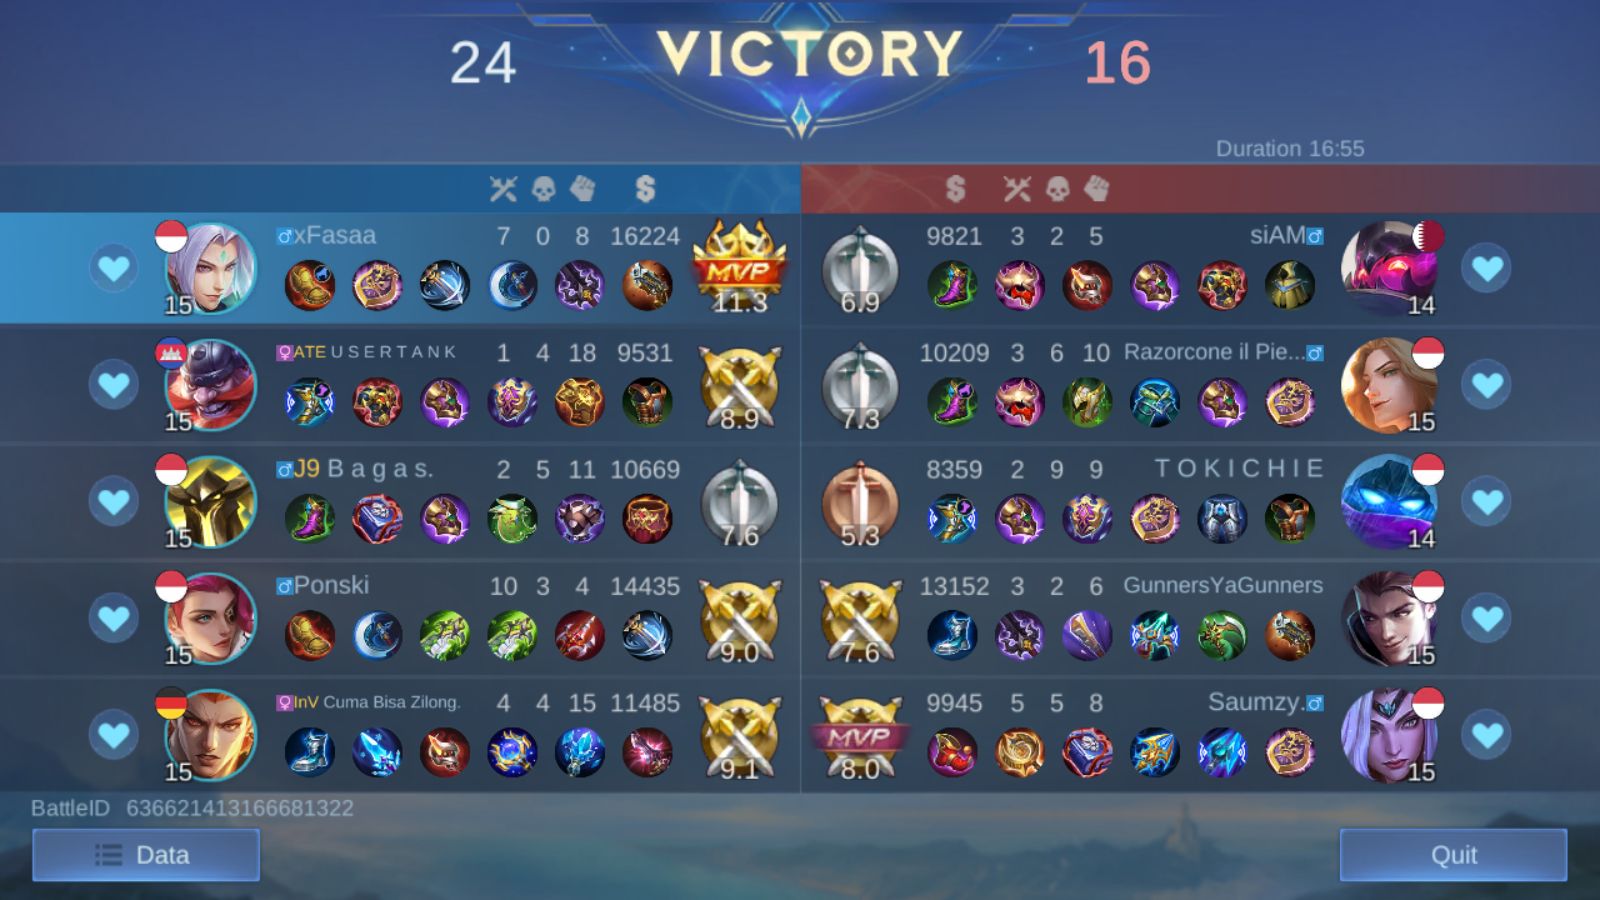 24 VICTORY 16
Duration 16:55
xFasaa 7 0 8 16224 MVP 11.3
15
6.9 9821 3 2 5 siAM
14
ATE U S E R T A N K 1 4 18 9531 8.9
15
7.3 10209 3 6 10 Razorcone il Pie...
15
J9 B a g a s. 2 5 11 10669 7.6
15
5.3 8359 2 9 9 T O K I C H I E
14
Ponski 10 3 4 14435 9.0
15
7.6 13152 3 2 6 GunnersYaGunners
15
InV Cuma Bisa Zilong. 4 4 15 11485 9.1
15
MVP 8.0 9945 5 5 8 Saumzy.
15
BattleID 636621413166681322
Data
Quit